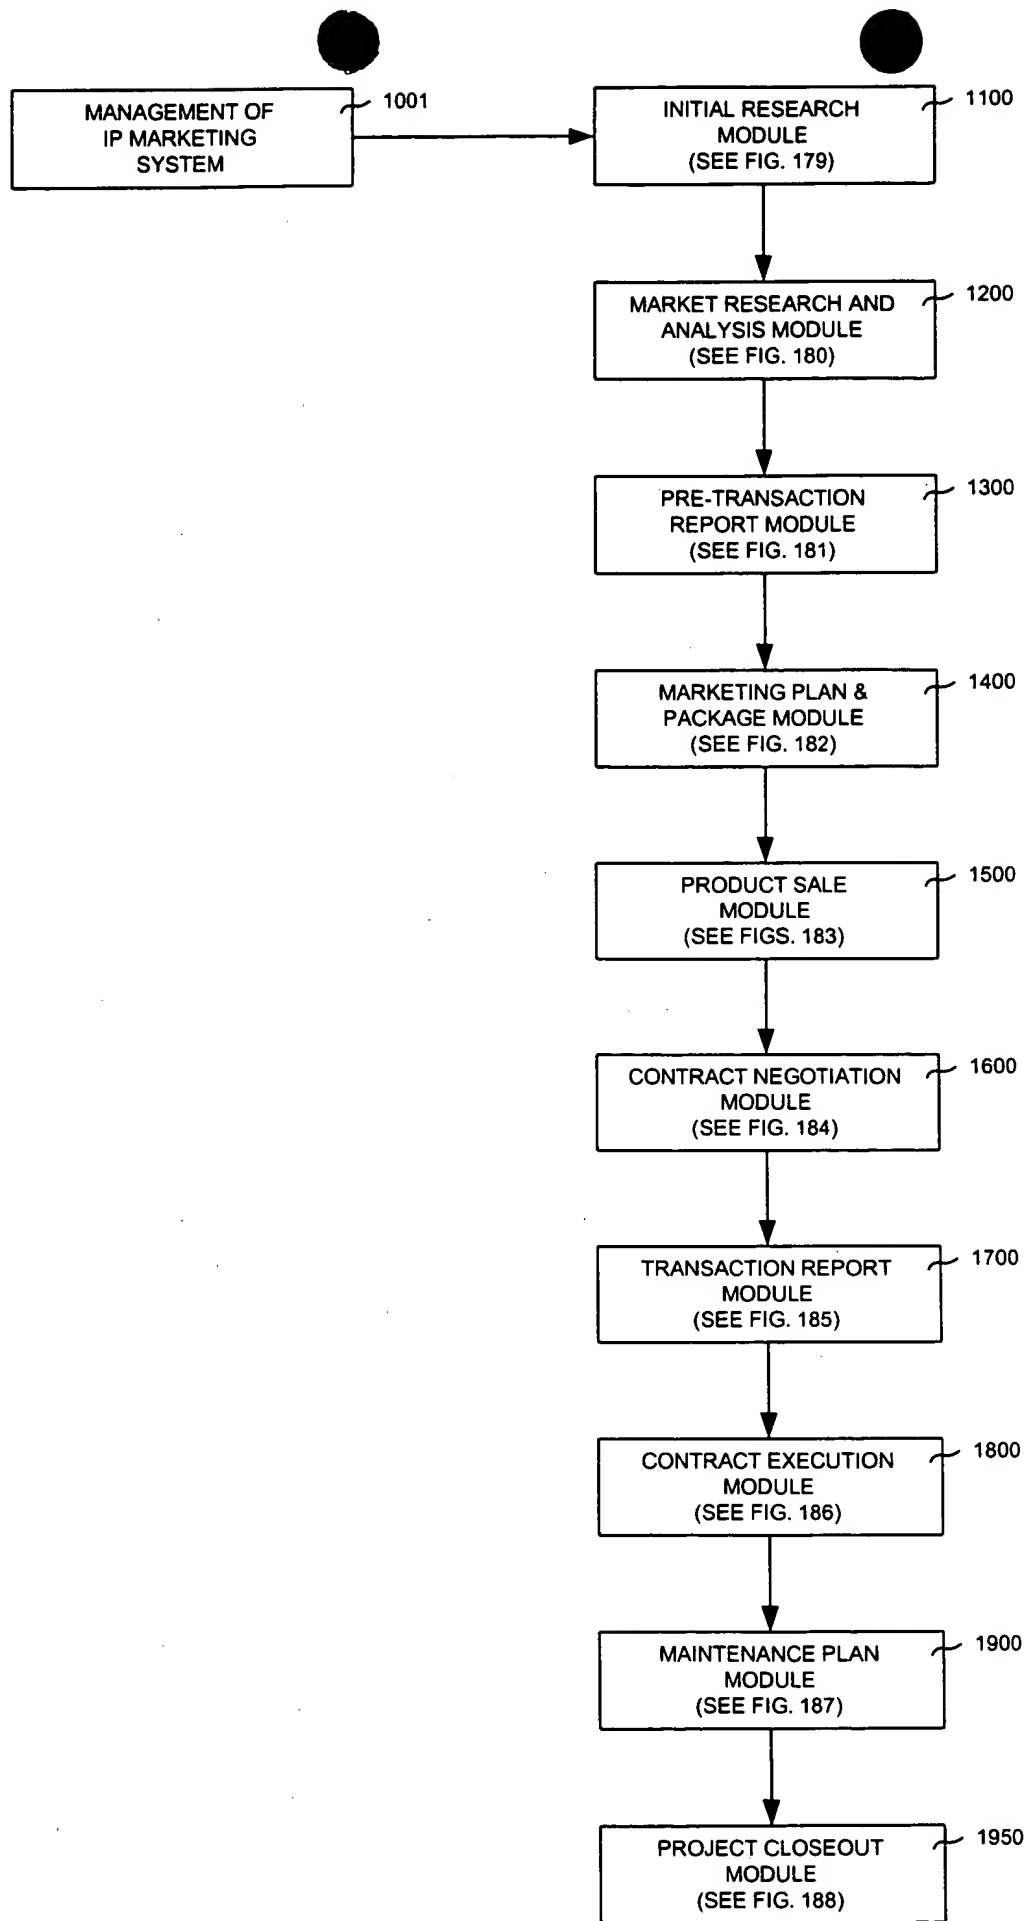 MANAGEMENT OF
IP MARKETING
SYSTEM
1001
INITIAL RESEARCH
MODULE
(SEE FIG. 179)
1100
MARKET RESEARCH AND
ANALYSIS MODULE
(SEE FIG. 180)
1200
PRE-TRANSACTION
REPORT MODULE
(SEE FIG. 181)
1300
MARKETING PLAN &
PACKAGE MODULE
(SEE FIG. 182)
1400
PRODUCT SALE
MODULE
(SEE FIGS. 183)
1500
CONTRACT NEGOTIATION
MODULE
(SEE FIG. 184)
1600
TRANSACTION REPORT
MODULE
(SEE FIG. 185)
1700
CONTRACT EXECUTION
MODULE
(SEE FIG. 186)
1800
MAINTENANCE PLAN
MODULE
(SEE FIG. 187)
1900
PROJECT CLOSEOUT
MODULE
(SEE FIG. 188)
1950